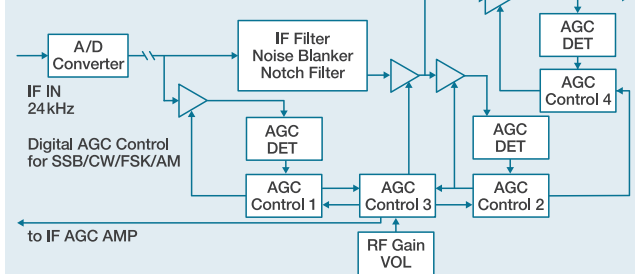 A/D
Converter
IF IN
24kHz
Digital AGC Control
for SSB/CW/FSK/AM
IF Filter
Noise Blanker
Notch Filter
AGC
DET
AGC
Control 4
AGC
DET
AGC
DET
AGC
Control 1
AGC
Control 3
AGC
Control 2
to IF AGC AMP
RF Gain
VOL